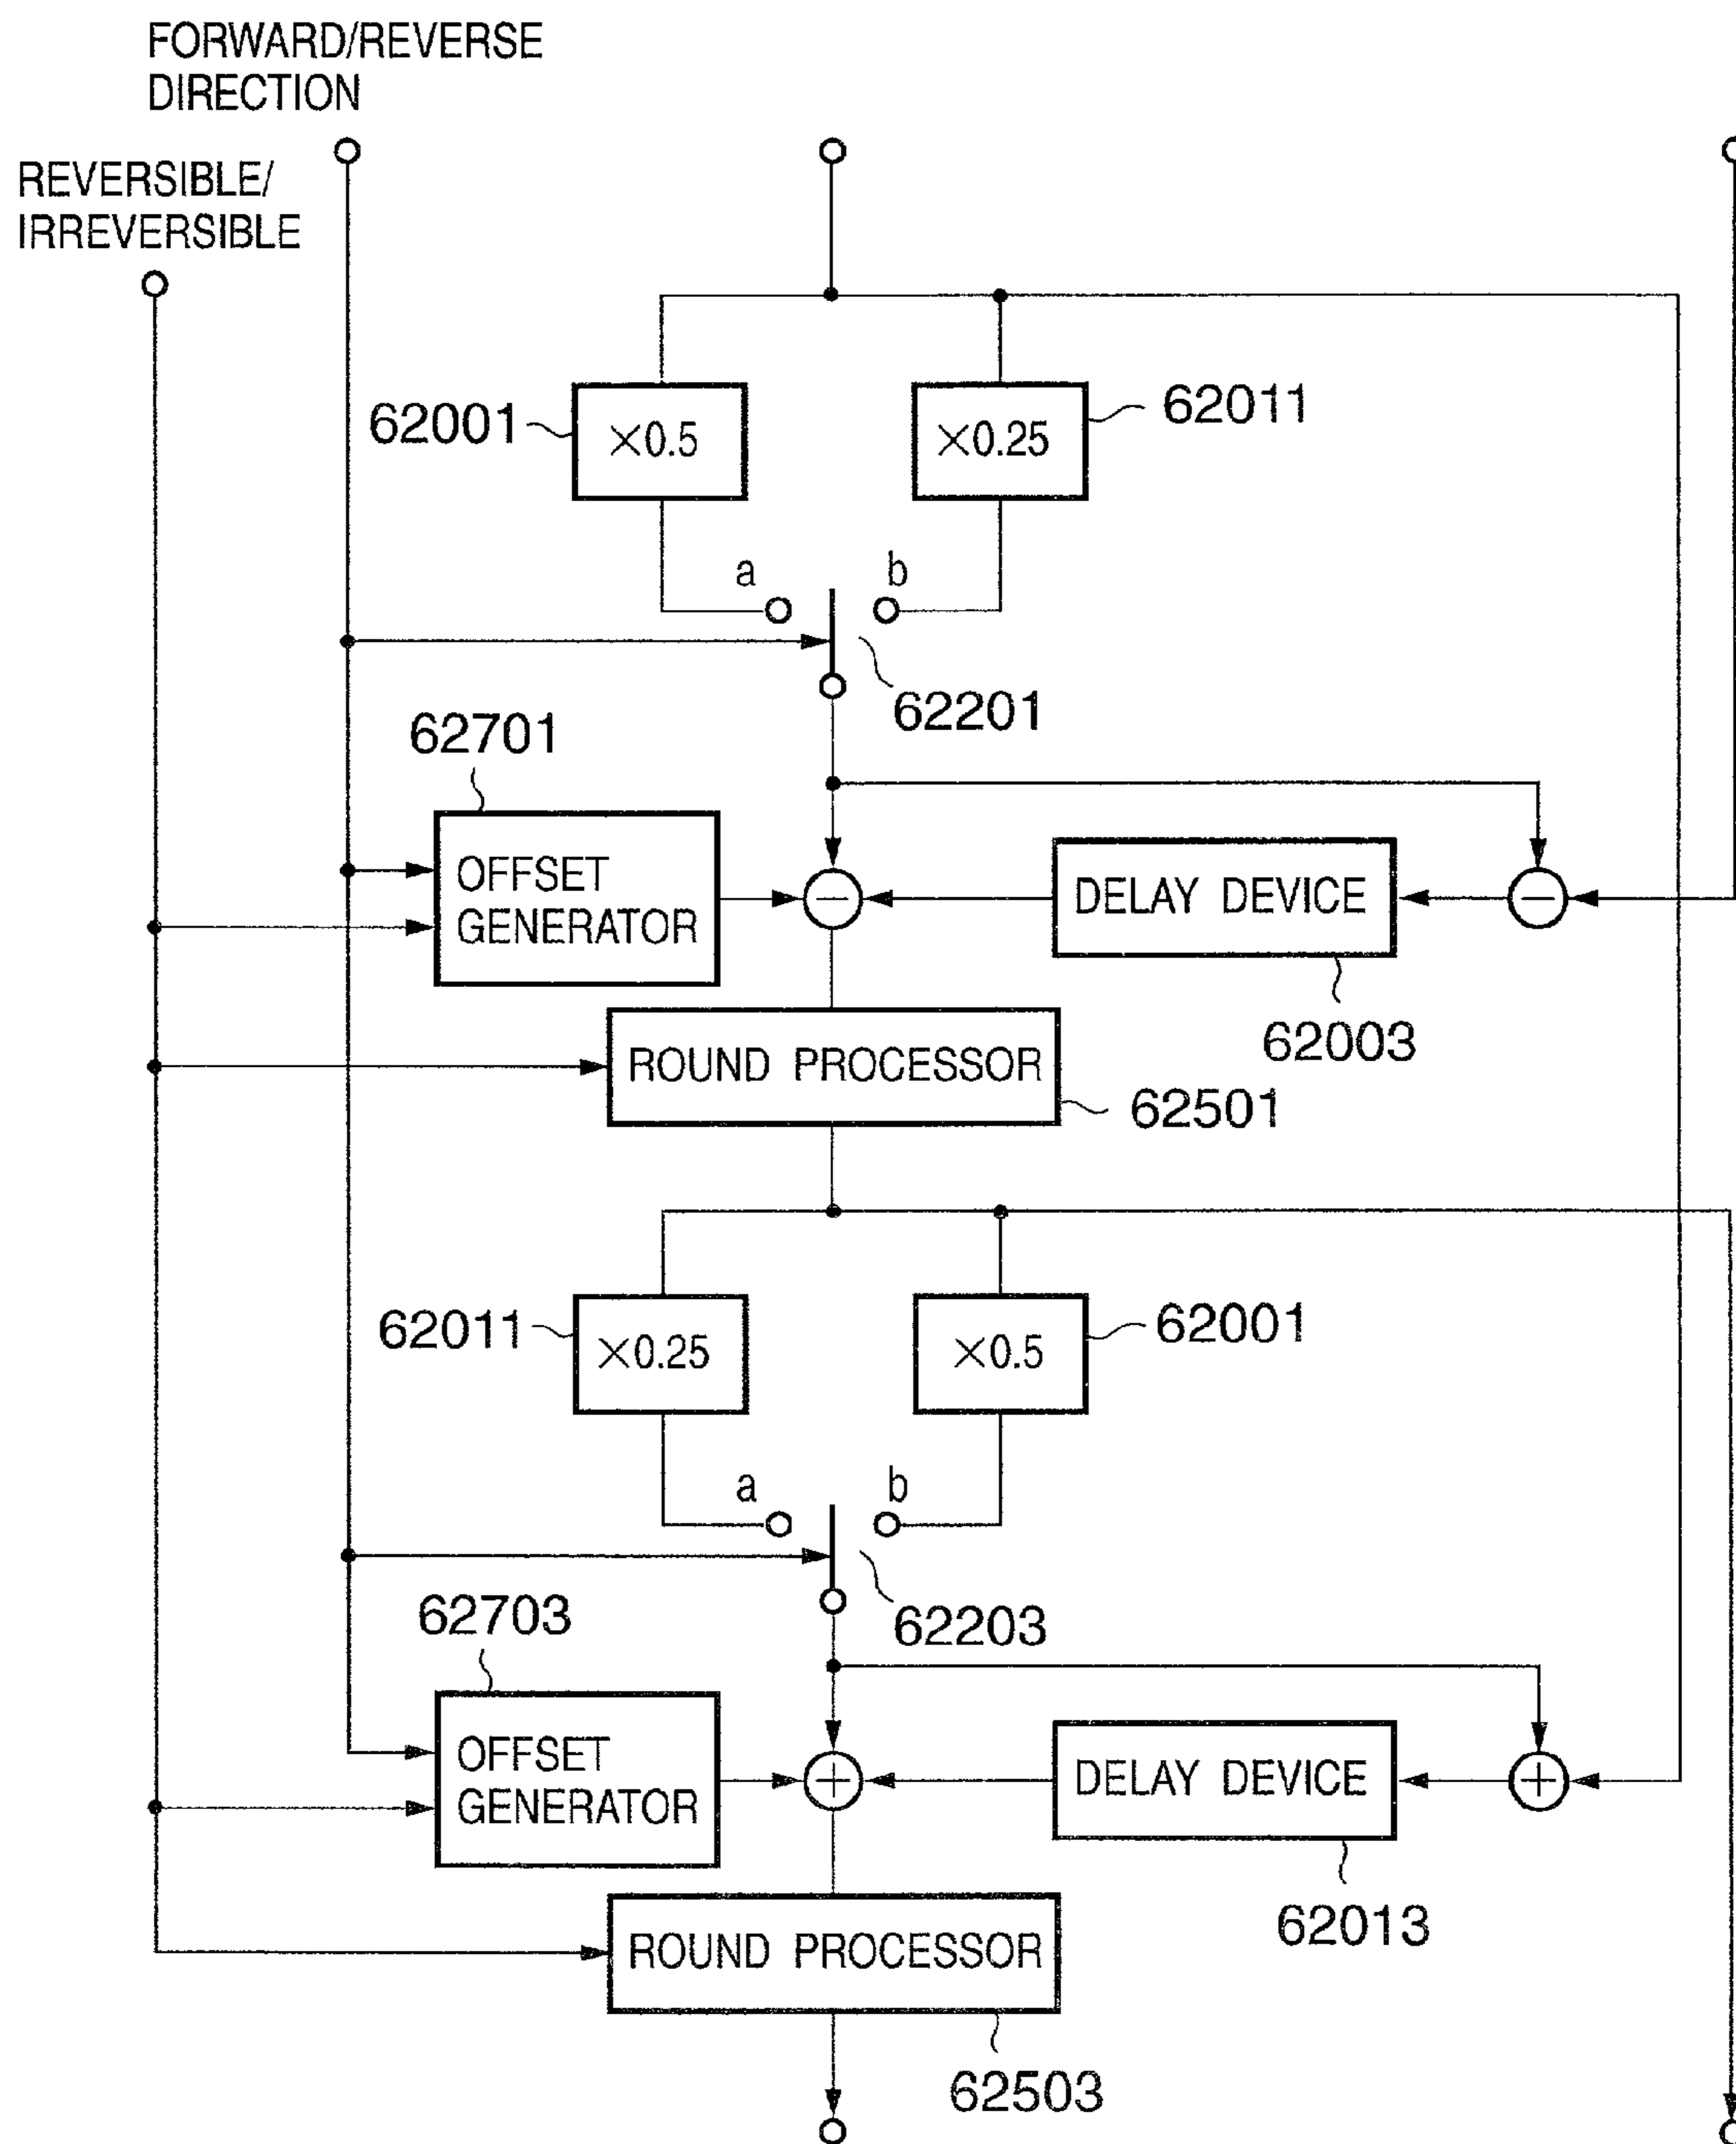 FORWARD/REVERSE
DIRECTION
REVERSIBLE/
IRREVERSIBLE
62001
×0.5
×0.25
62011
a
b
62201
62701
OFFSET
GENERATOR
−
DELAY DEVICE
−
62003
ROUND PROCESSOR
62501
62011
×0.25
×0.5
62001
a
b
62203
62703
OFFSET
GENERATOR
+
DELAY DEVICE
+
62013
ROUND PROCESSOR
62503